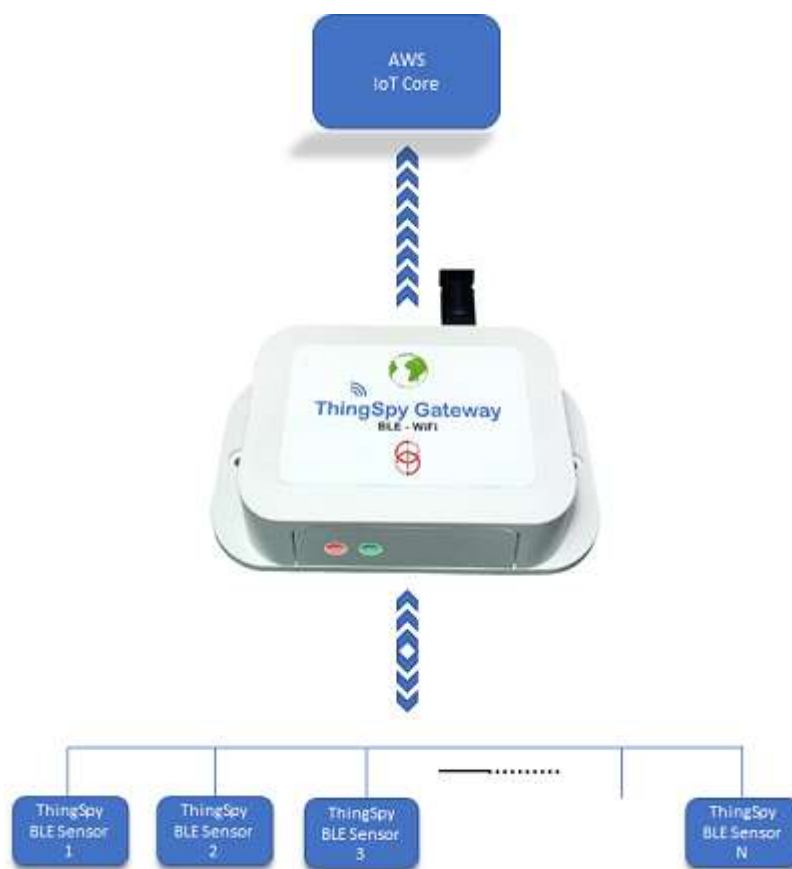 AWS
IoT Core
ThingSpy Gateway
BLE - WiFi
ThingSpy
BLE Sensor
1
ThingSpy
BLE Sensor
2
ThingSpy
BLE Sensor
3
ThingSpy
BLE Sensor
N